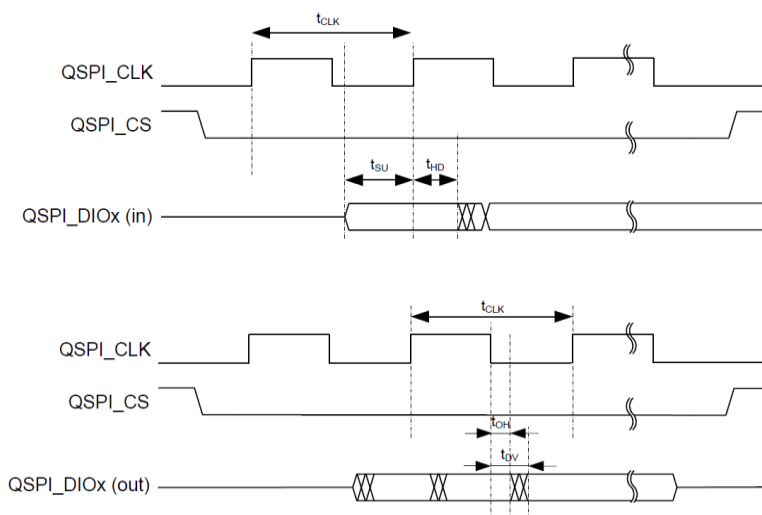 tCLK
QSPI_CLK
QSPI_CS
tSU
tHD
QSPI_DIOx (in)
tCLK
QSPI_CLK
QSPI_CS
tOH
tDV
QSPI_DIOx (out)